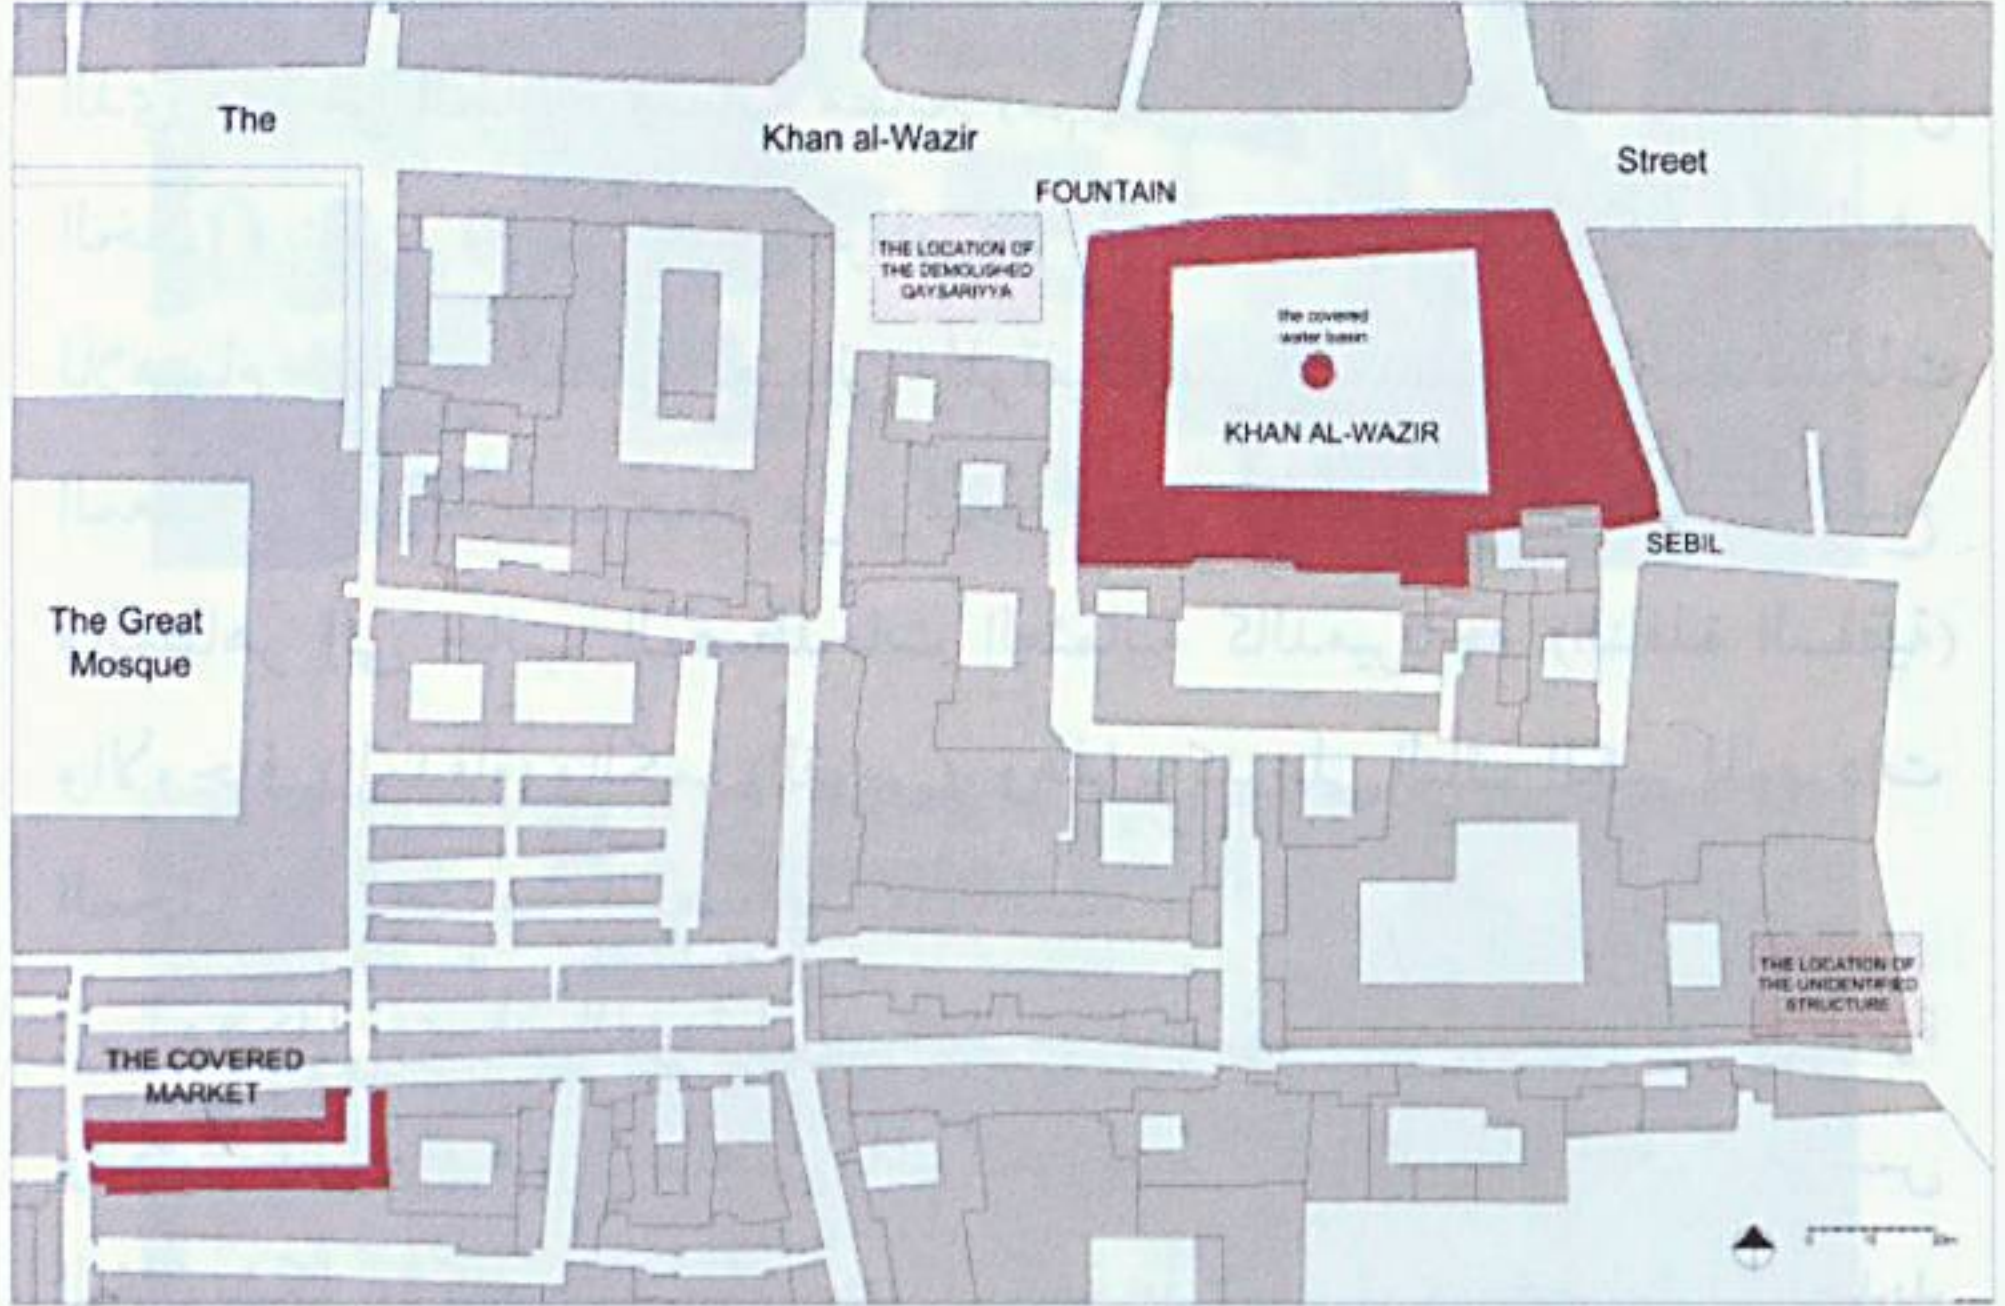 The
Khan al-Wazir
Street
FOUNTAIN
THE LOCATION OF
THE DEMOLISHED
QAYSARIYYA
the covered
water basin
KHAN AL-WAZIR
SEBIL
The Great
Mosque
THE LOCATION OF
THE UNIDENTIFIED
STRUCTURE
THE COVERED
MARKET